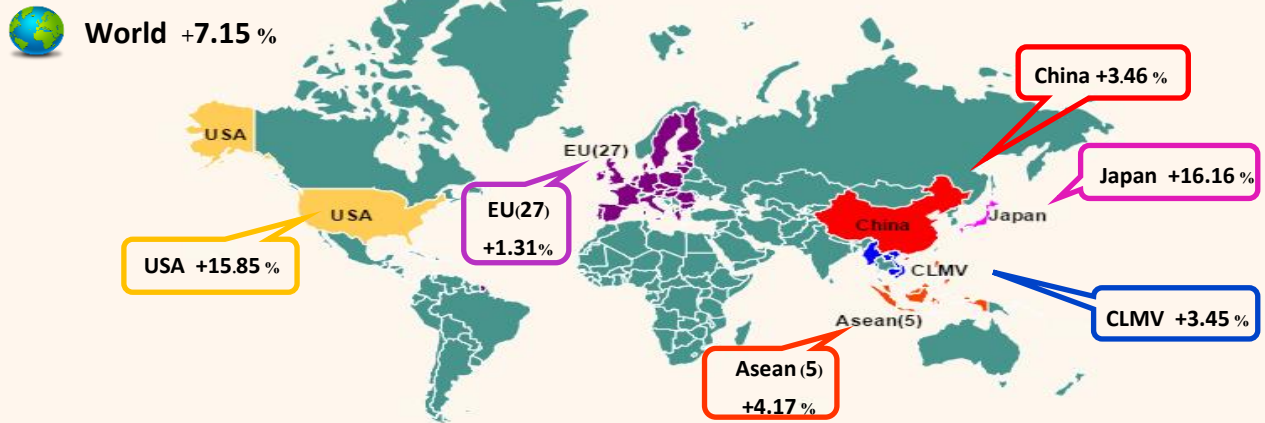 World +7.15 %
China +3.46 %
USA
EU(27)
Japan +16.16 %
EU(27)
+1.31%
USA
China
Japan
USA +15.85 %
CLMV
Asean(5)
CLMV +3.45 %
Asean (5)
+4.17 %